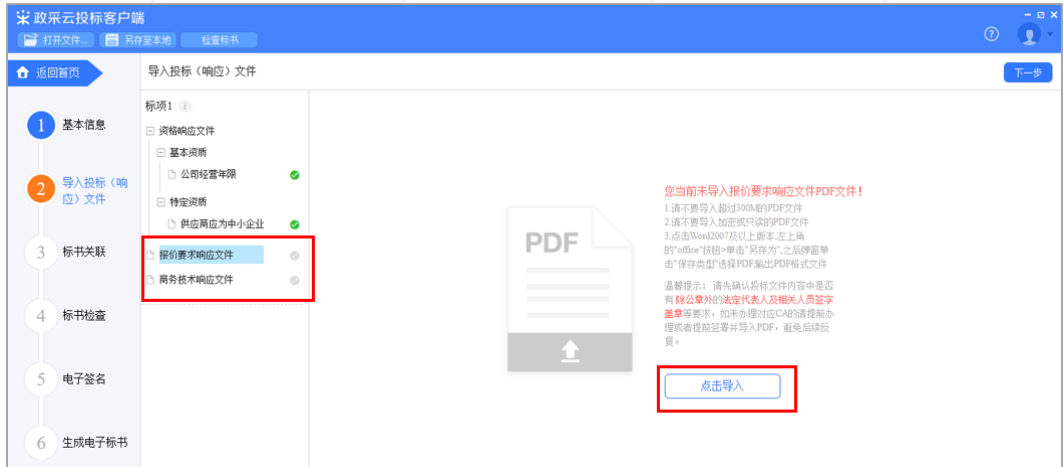 政采云投标客户端
打开文件... 另存至本地 检查标书
返回首页
导入投标（响应）文件
下一步
1 基本信息
2 导入投标（响
应）文件
3 标书关联
4 标书检查
5 电子签名
6 生成电子标书
标项1
资格响应文件
基本资质
公司经营年限
特定资质
供应商应为中小企业
报价要求响应文件
商务技术响应文件
PDF
您当前未导入报价要求响应文件PDF文件！
1.请不要导入超过300M的PDF文件
2.请不要导入加密或只读的PDF文件
3.点击Word2007及以上版本,左上角
的"office"按钮>单击"另存为",之后弹窗单
击"保存类型"选择PDF,输出PDF格式文件
温馨提示：请先确认投标文件内容中是否
有 除公章外的法定代表人及相关人员签字
盖章等要求，如未办理对应CA的请提前办
理或者提前签署并导入PDF，避免后续反
复。
点击导入